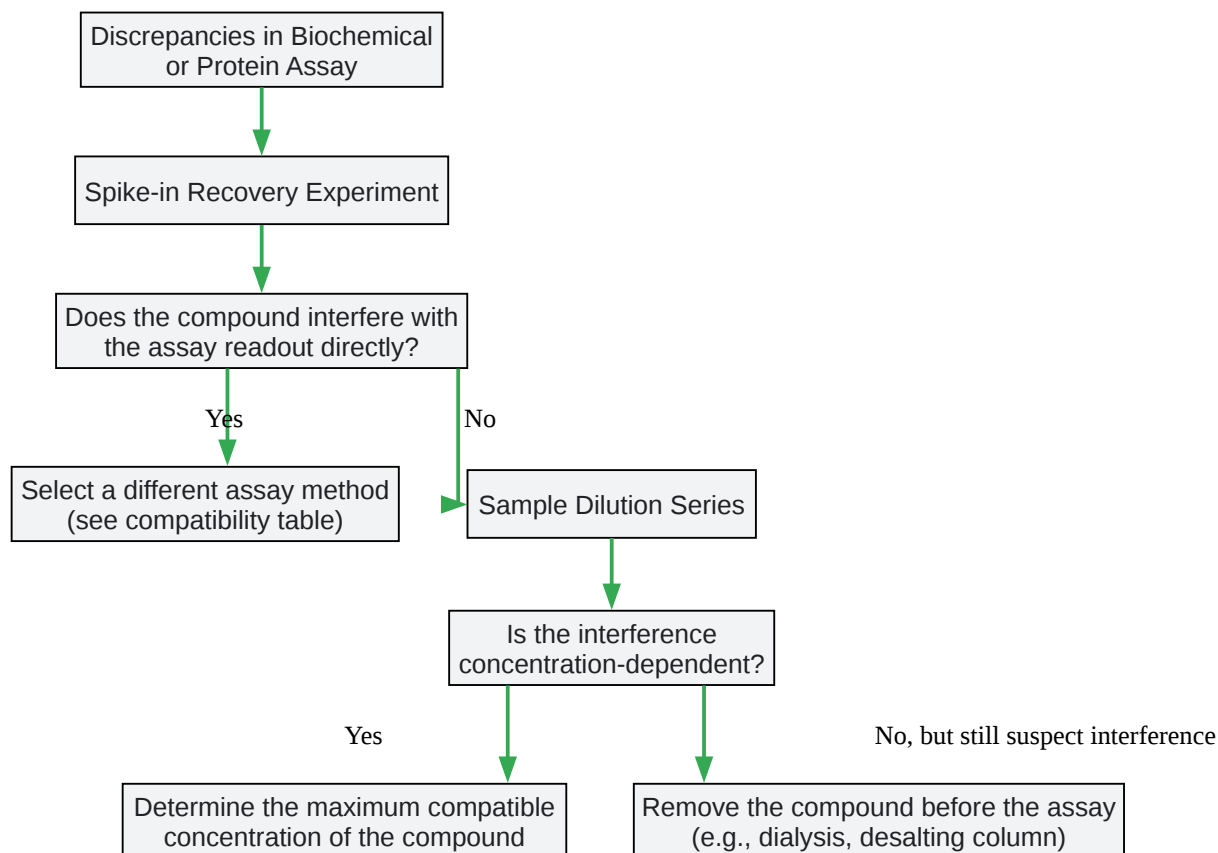 Discrepancies in Biochemical
or Protein Assay
Spike-in Recovery Experiment
Does the compound interfere with
the assay readout directly?
Yes
No
Select a different assay method
(see compatibility table)
Sample Dilution Series
Is the interference
concentration-dependent?
Yes
No, but still suspect interference
Determine the maximum compatible
concentration of the compound
Remove the compound before the assay
(e.g., dialysis, desalting column)